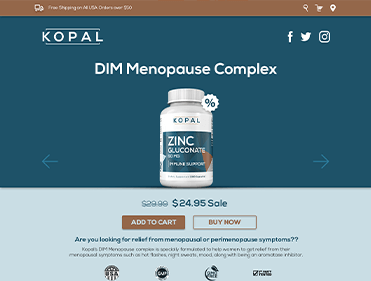 Free Shipping on All USA Orders over $50
KOPAL
DIM Menopause Complex
%
KOPAL
ZINC
GLUCONATE
50 MG
IMMUNE SUPPORT
$29.99 $24.95 Sale
ADD TO CART
BUY NOW
Are you looking for relief from menopausal or perimenopause symptoms??
Kopal's DIM Menopause complex is specially formulated to help women to get relief from their
menopausal symptoms such as hot flashes, night sweats, mood, along with being an aromatase inhibitor.
USA
GMP